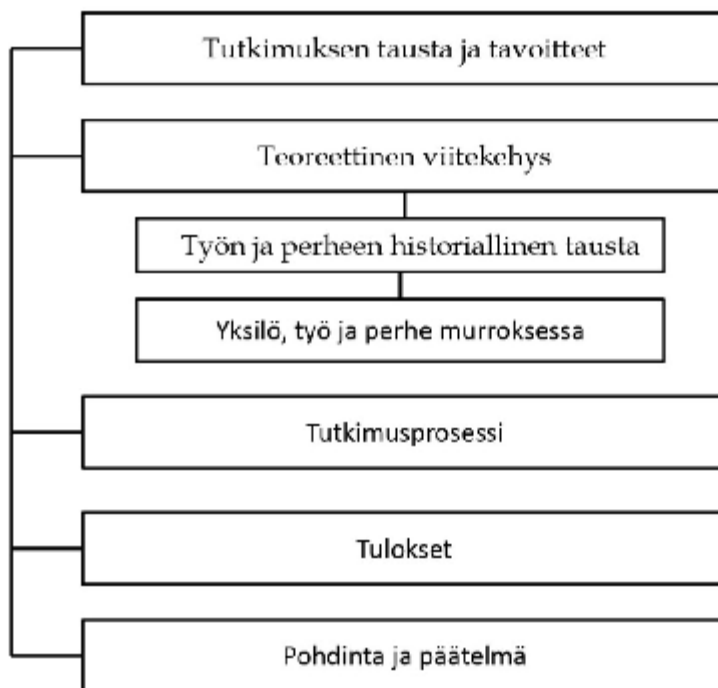 Tutkimuksen tausta ja tavoitteet
Teoreettinen viitekehys
Työn ja perheen historiallinen tausta
Yksilö, työ ja perhe murroksessa
Tutkimusprosessi
Tulokset
Pohdinta ja päätelmä